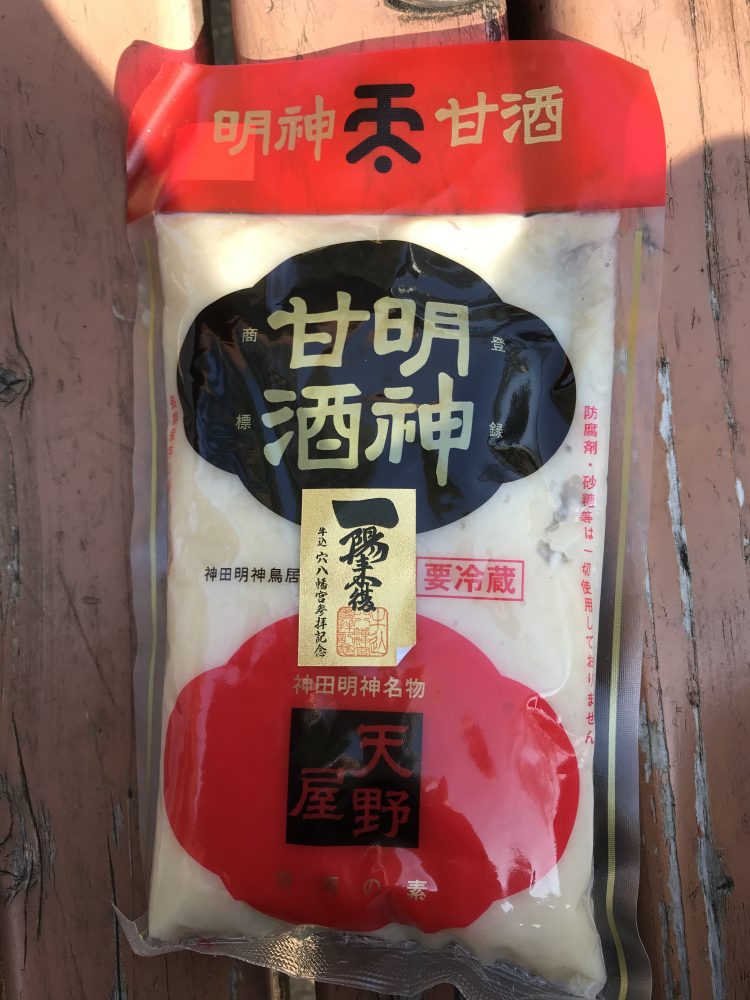 明神 天 甘酒
登録
商標
明神
甘酒
防腐剤・砂糖等は一切使用しておりません
神田明神鳥居
要冷蔵
一陽来復
牛込 穴八幡宮参拝記念
神田明神名物
天野
屋
の素